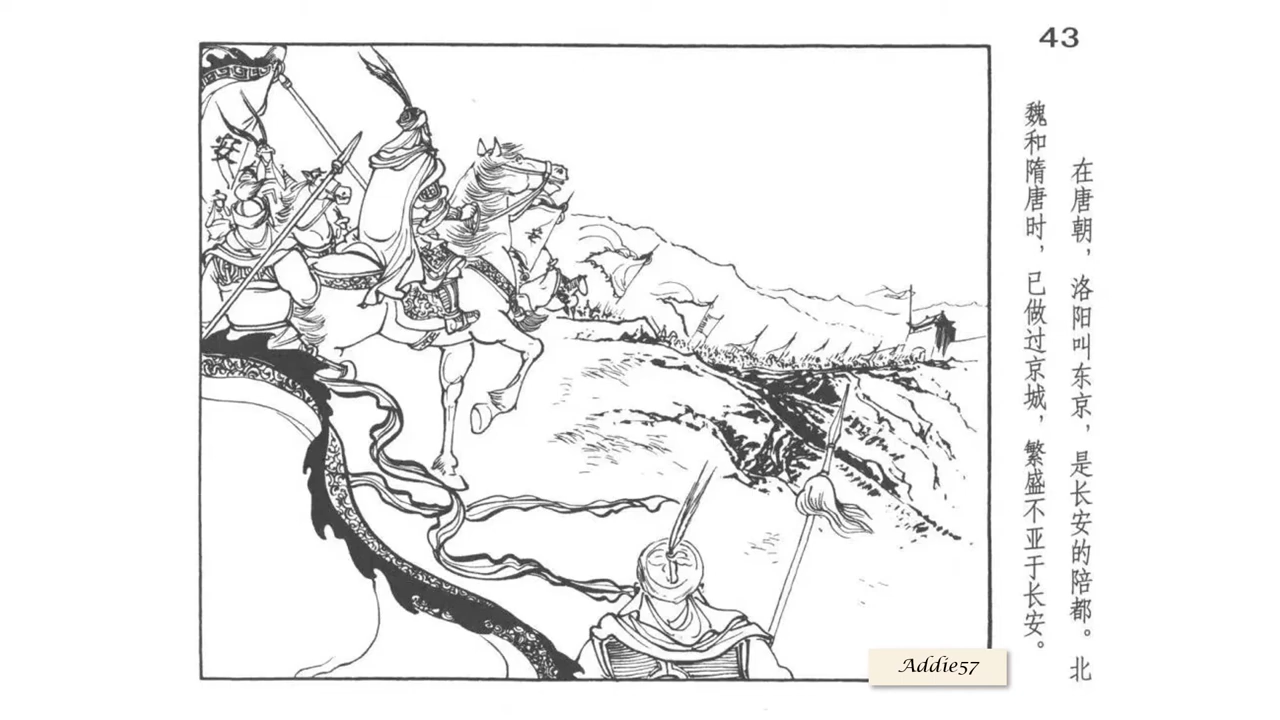 43
在唐朝，洛阳叫东京，是长安的陪都。北
魏和隋唐时，已做过京城，繁盛不亚于长安。
安
安
Addie57